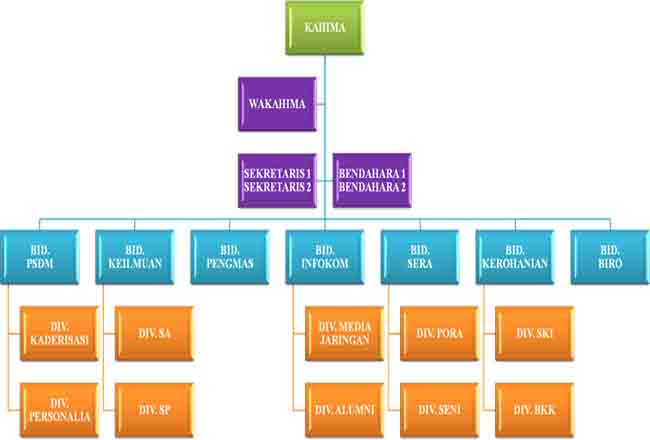 KAHIMA
WAKAHIMA
SEKRETARIS 1
SEKRETARIS 2
BENDAHARA 1
BENDAHARA 2
BID.
PSDM
BID.
KEILMUAN
BID.
PENGMAS
BID.
INFOKOM
BID.
SERA
BID.
KEROHANIAN
BID.
BIRO
DIV.
KADERISASI
DIV. SA
DIV. MEDIA
JARINGAN
DIV. PORA
DIV. SKI
DIV.
PERSONALIA
DIV. SP
DIV. ALUMNI
DIV. SENI
DIV. BKK